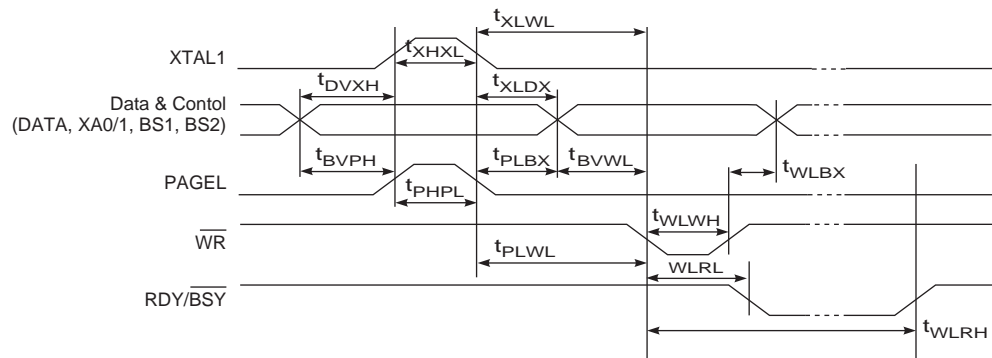 tXLWL
XTAL1
tXHXL
tDVXH
tXLDX
Data & Contol
(DATA, XA0/1, BS1, BS2)
tBVPH
tPLBX
tBVWL
tWLBX
PAGEL
tPHPL
tWLWH
WR
tPLWL
WLRL
RDY/BSY
tWLRH